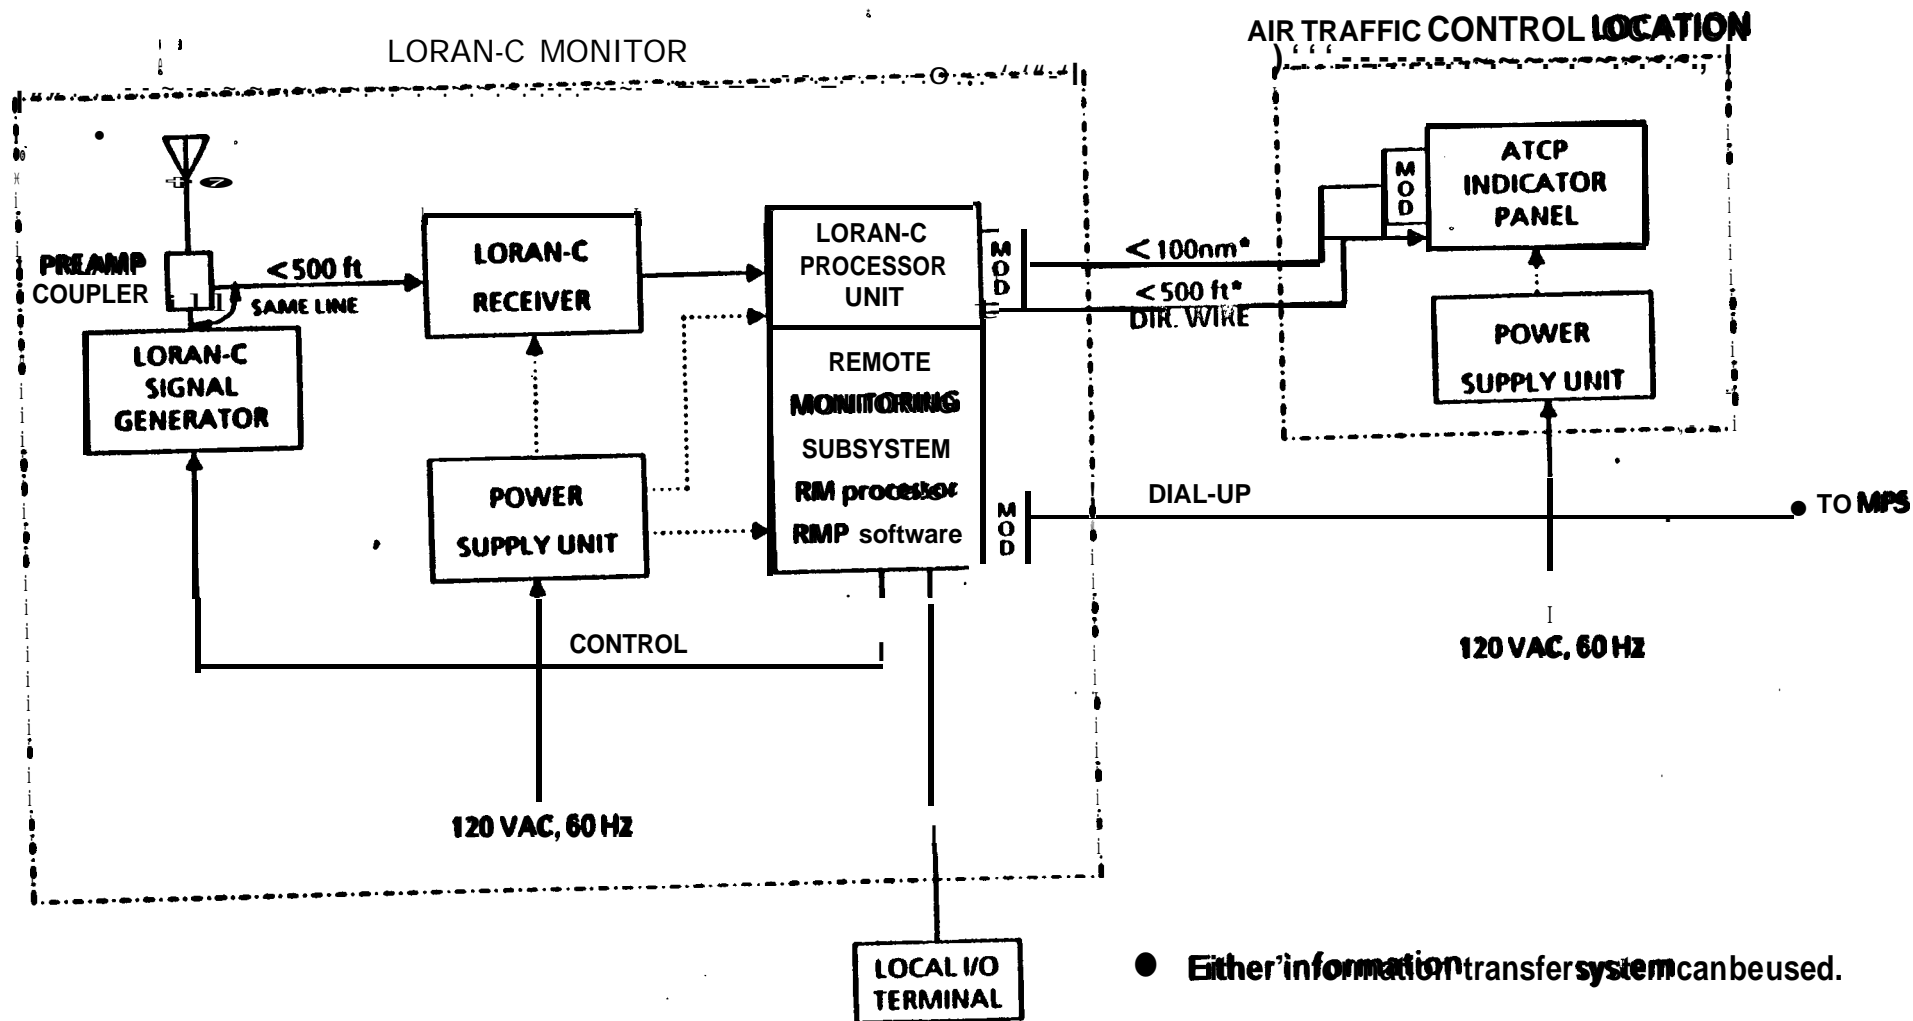 LORAN-C MONITOR
AIR TRAFFIC CONTROL LOCATION
PREAMP
COUPLER
< 500 ft
SAME LINE
LORAN-C
SIGNAL
GENERATOR
LORAN-C
RECEIVER
POWER
SUPPLY UNIT
120 VAC, 60 Hz
CONTROL
LORAN-C
PROCESSOR
UNIT
REMOTE
MONITORING
SUBSYSTEM
RM processor
RMP software
MOD
MOD
< 100nm*
< 500 ft*
DIR. WIRE
DIAL-UP
TO MPS
MOD
ATCP
INDICATOR
PANEL
POWER
SUPPLY UNIT
120 VAC, 60 Hz
LOCAL I/O
TERMINAL
● Either information transfer system can be used.